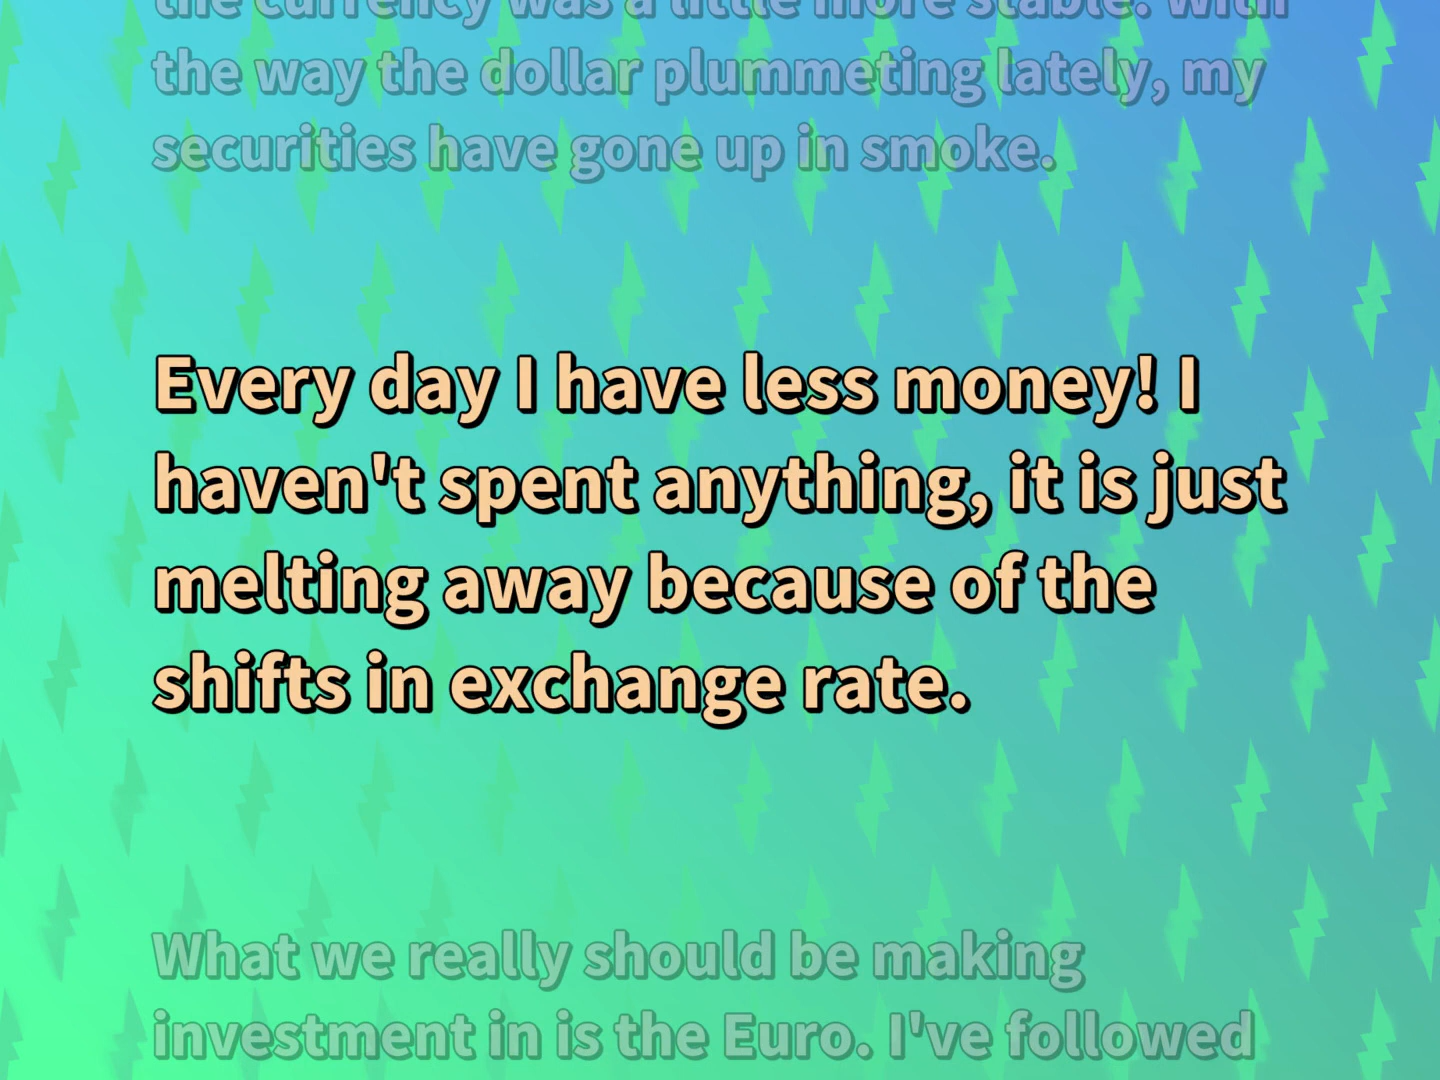 the currency was a little more stable. With
the way the dollar plummeting lately, my
securities have gone up in smoke.
Every day I have less money! I
haven't spent anything, it is just
melting away because of the
shifts in exchange rate.
What we really should be making
investment in is the Euro. I've followed